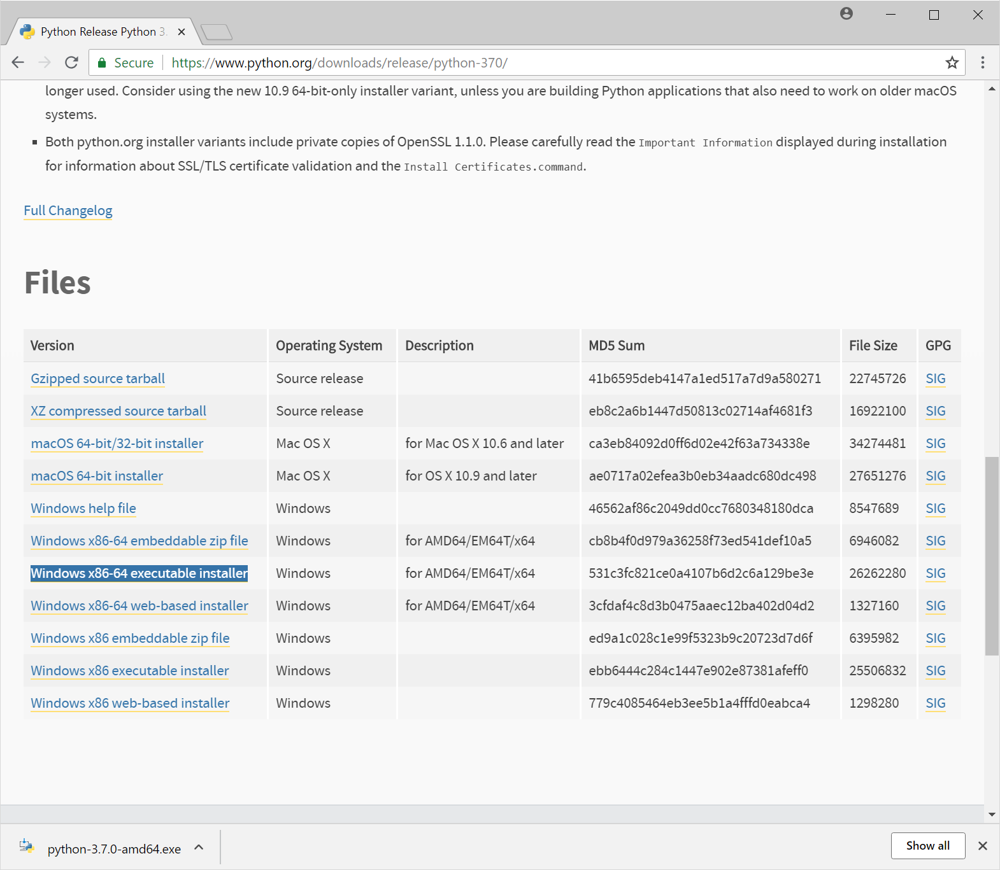 Python Release Python 3.
Secure https://www.python.org/downloads/release/python-370/
longer used. Consider using the new 10.9 64-bit-only installer variant, unless you are building Python applications that also need to work on older macOS
systems.
Both python.org installer variants include private copies of OpenSSL 1.1.0. Please carefully read the Important Information displayed during installation
for information about SSL/TLS certificate validation and the Install Certificates.command.
Full Changelog
Files
Version Operating System Description MD5 Sum File Size GPG
Gzipped source tarball Source release 41b6595deb4147a1ed517a7d9a580271 22745726 SIG
XZ compressed source tarball Source release eb8c2a6b1447d50813c02714af4681f3 16922100 SIG
macOS 64-bit/32-bit installer Mac OS X for Mac OS X 10.6 and later ca3eb84092d0ff6d02e42f63a734338e 34274481 SIG
macOS 64-bit installer Mac OS X for OS X 10.9 and later ae0717a02efea3b0eb34aadc680dc498 27651276 SIG
Windows help file Windows 46562af86c2049dd0cc7680348180dca 8547689 SIG
Windows x86-64 embeddable zip file Windows for AMD64/EM64T/x64 cb8b4f0d979a36258f73ed541def10a5 6946082 SIG
Windows x86-64 executable installer Windows for AMD64/EM64T/x64 531c3fc821ce0a4107b6d2c6a129be3e 26262280 SIG
Windows x86-64 web-based installer Windows for AMD64/EM64T/x64 3cfdaf4c8d3b0475aaec12ba402d04d2 1327160 SIG
Windows x86 embeddable zip file Windows ed9a1c028c1e99f5323b9c20723d7d6f 6395982 SIG
Windows x86 executable installer Windows ebb6444c284c1447e902e87381afeff0 25506832 SIG
Windows x86 web-based installer Windows 779c4085464eb3ee5b1a4fffd0eabca4 1298280 SIG
python-3.7.0-amd64.exe Show all